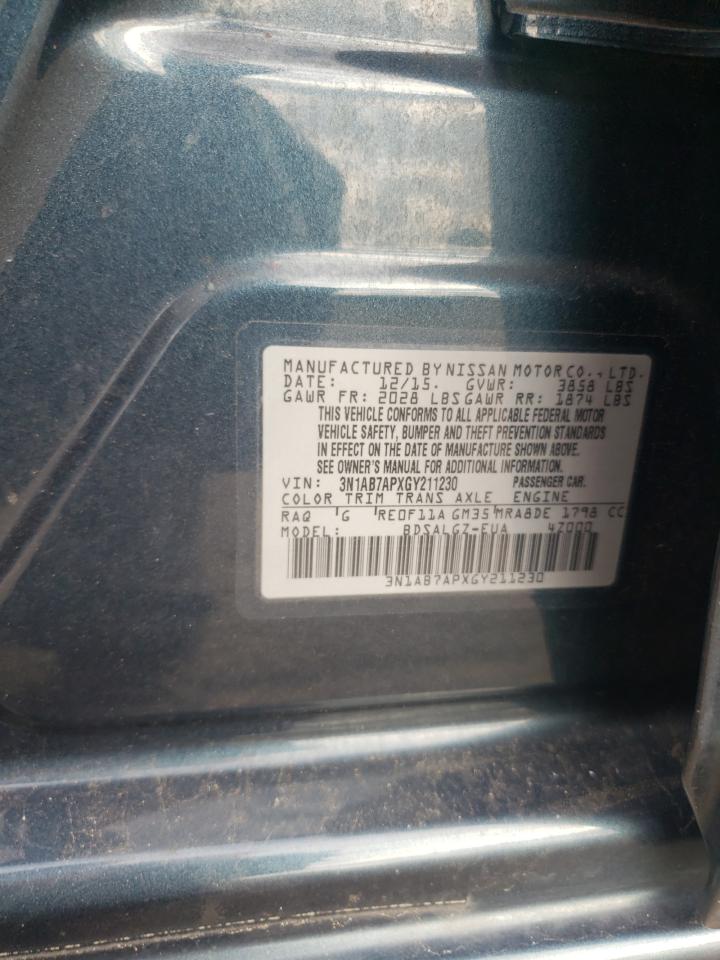 MANUFACTURED BY NISSAN MOTOR CO., LTD.
DATE: 12/15. GVWR: 3858 LBS
GAWR FR: 2028 LBS GAWR RR: 1874 LBS
THIS VEHICLE CONFORMS TO ALL APPLICABLE FEDERAL MOTOR
VEHICLE SAFETY, BUMPER AND THEFT PREVENTION STANDARDS
IN EFFECT ON THE DATE OF MANUFACTURE SHOWN ABOVE.
SEE OWNER'S MANUAL FOR ADDITIONAL INFORMATION.
VIN: 3N1AB7APXGY211230 PASSENGER CAR.
COLOR TRIM TRANS AXLE ENGINE
RAQ G RE0F11A GM35 MRA8DE 1798 CC
MODEL: BDSALGZ-EUA 4Z000
3N1AB7APXGY211230